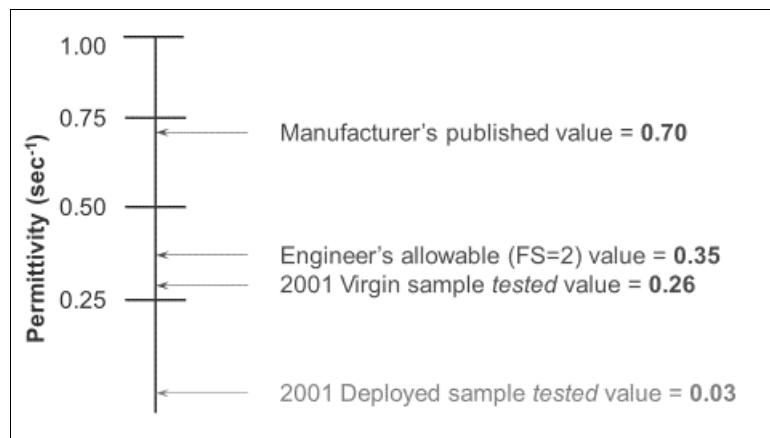 1.00
0.75
Manufacturer's published value = 0.70
0.50
Permittivity (sec-1)
Engineer's allowable (FS=2) value = 0.35
2001 Virgin sample tested value = 0.26
0.25
2001 Deployed sample tested value = 0.03